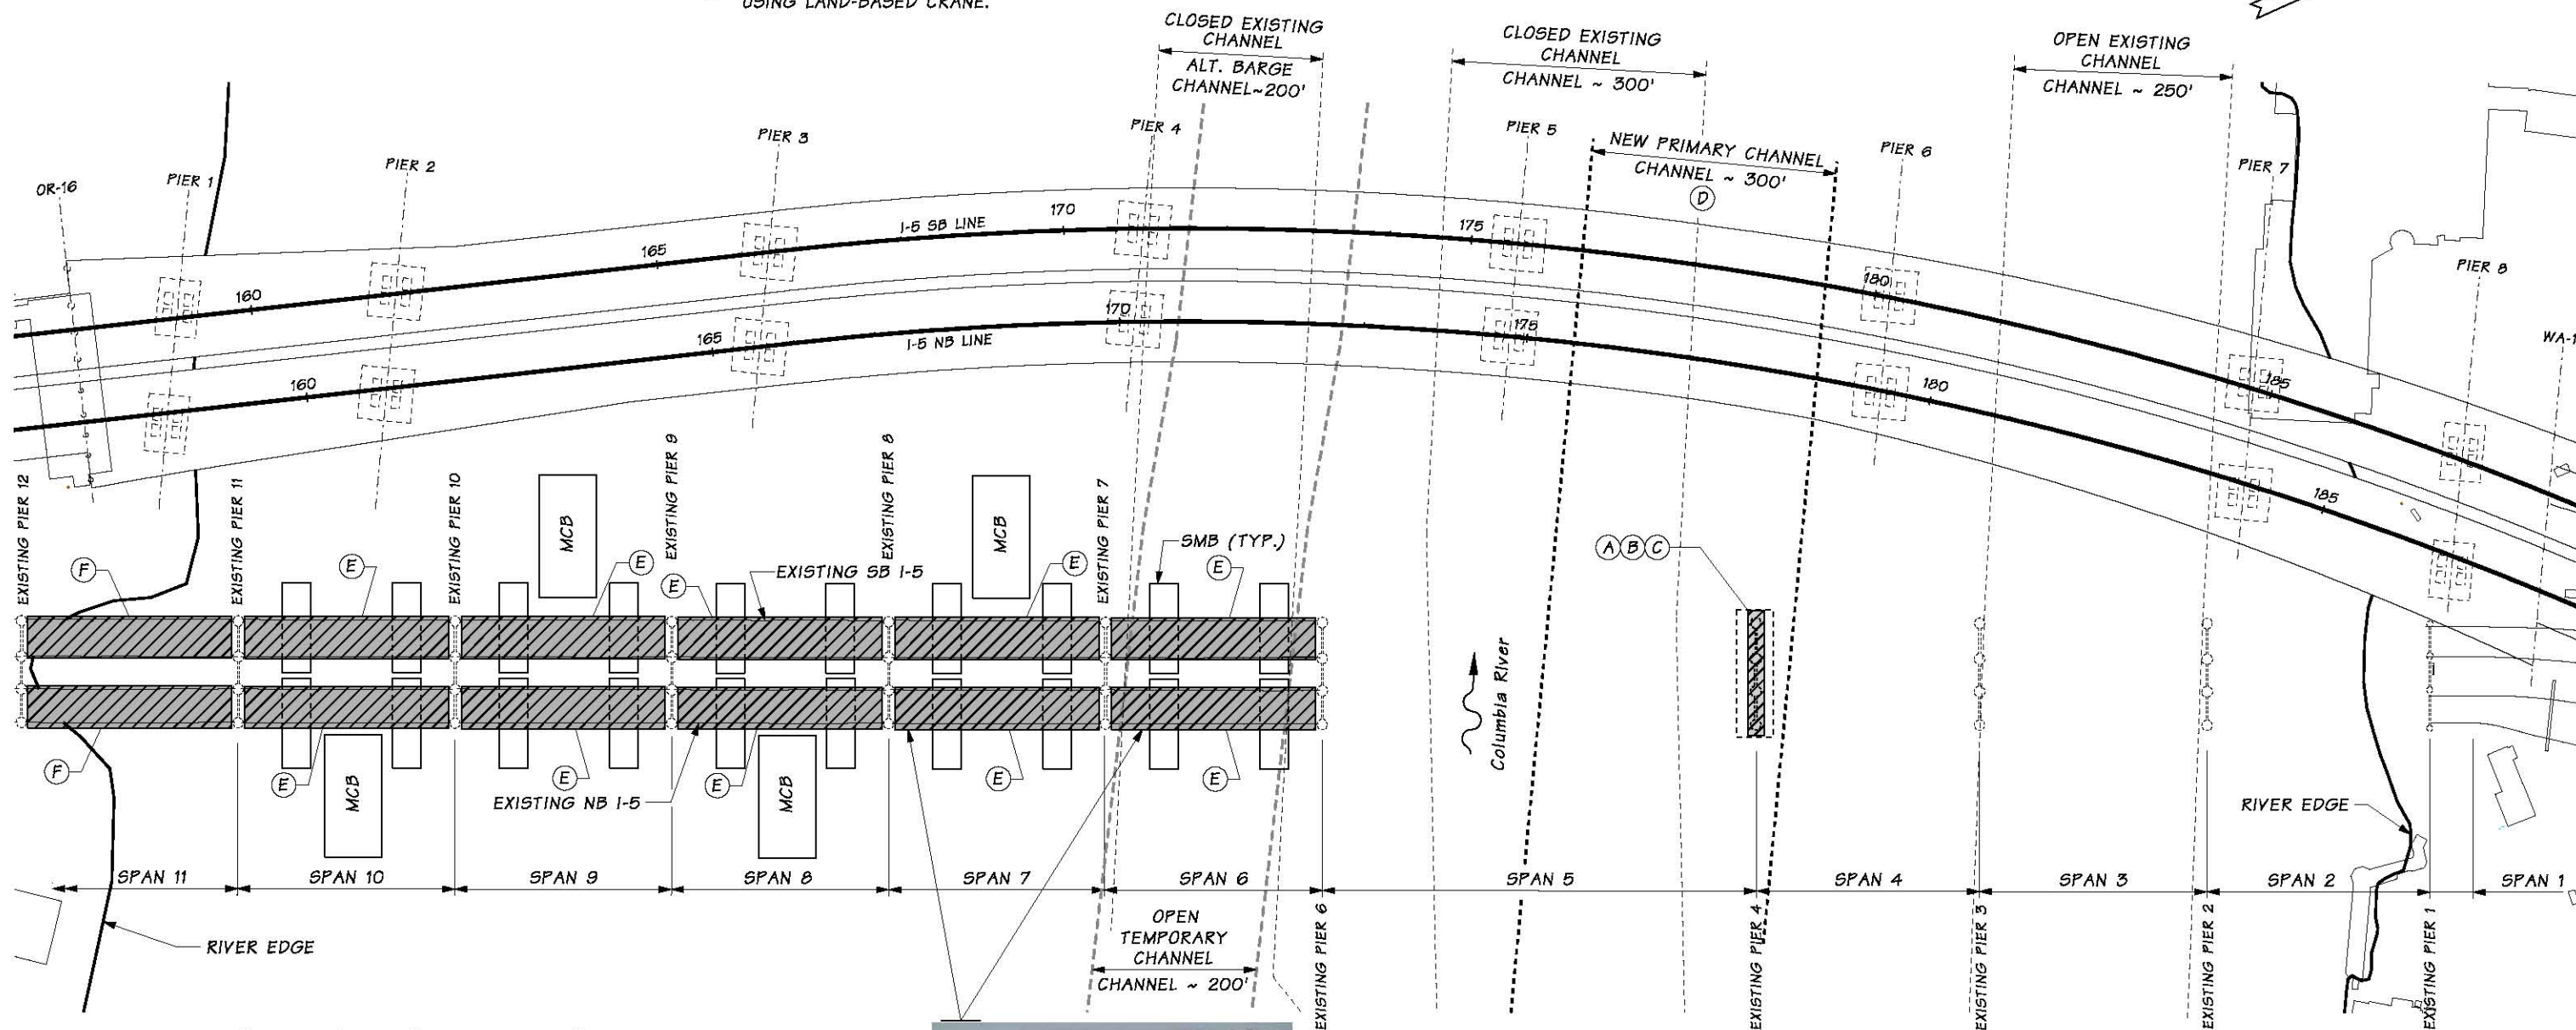 USING LAND-BASED CRANE.
CLOSED EXISTING
CHANNEL
ALT. BARGE
CHANNEL~200'
CLOSED EXISTING
CHANNEL
CHANNEL ~ 300'
OPEN EXISTING
CHANNEL
CHANNEL ~ 250'
OR-16
PIER 1
PIER 2
PIER 3
PIER 4
PIER 5
NEW PRIMARY CHANNEL
CHANNEL ~ 300'
D
PIER 6
PIER 7
PIER 8
160
165
I-5 SB LINE
170
175
180
185
160
165
I-5 NB LINE
170
175
180
185
EXISTING PIER 12
EXISTING PIER 11
EXISTING PIER 10
EXISTING PIER 9
EXISTING PIER 8
EXISTING PIER 7
MCB
MCB
F
E
E
E
EXISTING SB I-5
E
SMB (TYP.)
E
A B C
Columbia River
F
E
MCB
E
E
MCB
E
E
EXISTING NB I-5
RIVER EDGE
SPAN 11
SPAN 10
SPAN 9
SPAN 8
SPAN 7
SPAN 6
SPAN 5
SPAN 4
SPAN 3
SPAN 2
SPAN 1
RIVER EDGE
OPEN
TEMPORARY
CHANNEL
CHANNEL ~ 200'
EXISTING PIER 6
EXISTING PIER 4
EXISTING PIER 3
EXISTING PIER 2
EXISTING PIER 1